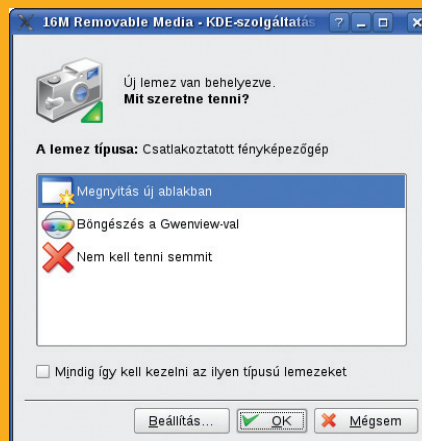 16M Removable Media - KDE-szolgáltatás
Új lemez van behelyezve.
Mit szeretne tenni?
A lemez típusa: Csatlakoztatott fényképezőgép
Megnyitás új ablakban
Böngészés a Gwenview-val
Nem kell tenni semmit
Mindig így kell kezelni az ilyen típusú lemezeket
Beállítás... OK Mégsem